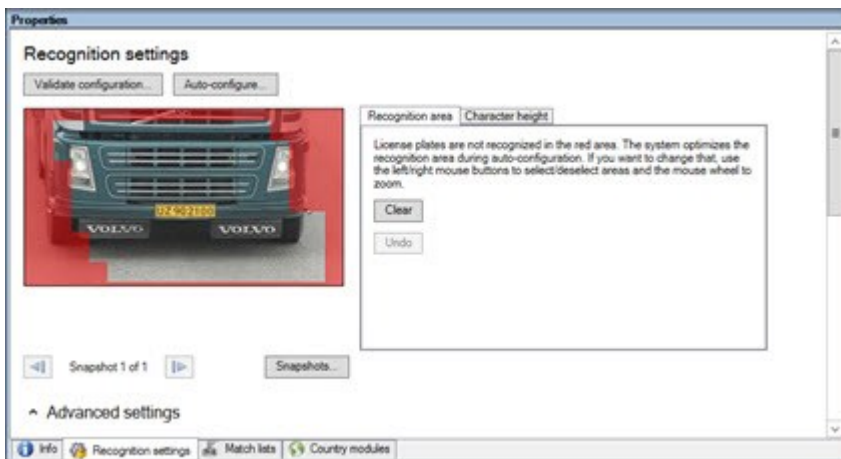 Properties
Recognition settings
Validate configuration... Auto-configure...
Recognition area Character height
License plates are not recognized in the red area. The system optimizes the
recognition area during auto-configuration. If you want to change that, use
the left/right mouse buttons to select/deselect areas and the mouse wheel to
zoom.
Clear
Undo
UZ 902100
VOLVO VOLVO
Snapshot 1 of 1 Snapshots...
Advanced settings
Info Recognition settings Match lists Country modules